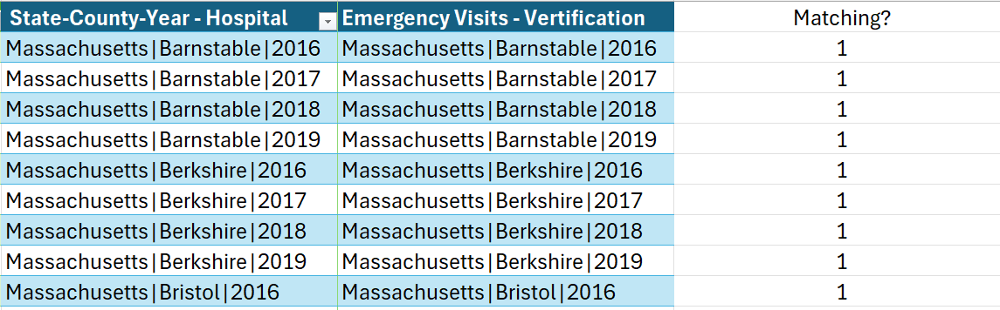 State-County-Year - Hospital Emergency Visits - Vertification Matching?
Massachusetts|Barnstable|2016 Massachusetts|Barnstable|2016 1
Massachusetts|Barnstable|2017 Massachusetts|Barnstable|2017 1
Massachusetts|Barnstable|2018 Massachusetts|Barnstable|2018 1
Massachusetts|Barnstable|2019 Massachusetts|Barnstable|2019 1
Massachusetts|Berkshire|2016 Massachusetts|Berkshire|2016 1
Massachusetts|Berkshire|2017 Massachusetts|Berkshire|2017 1
Massachusetts|Berkshire|2018 Massachusetts|Berkshire|2018 1
Massachusetts|Berkshire|2019 Massachusetts|Berkshire|2019 1
Massachusetts|Bristol|2016 Massachusetts|Bristol|2016 1